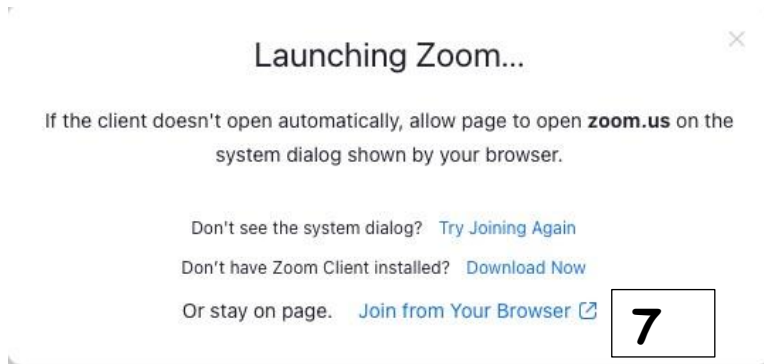 Launching Zoom...
If the client doesn't open automatically, allow page to open zoom.us on the
system dialog shown by your browser.
Don't see the system dialog? Try Joining Again
Don't have Zoom Client installed? Download Now
Or stay on page. Join from Your Browser
7